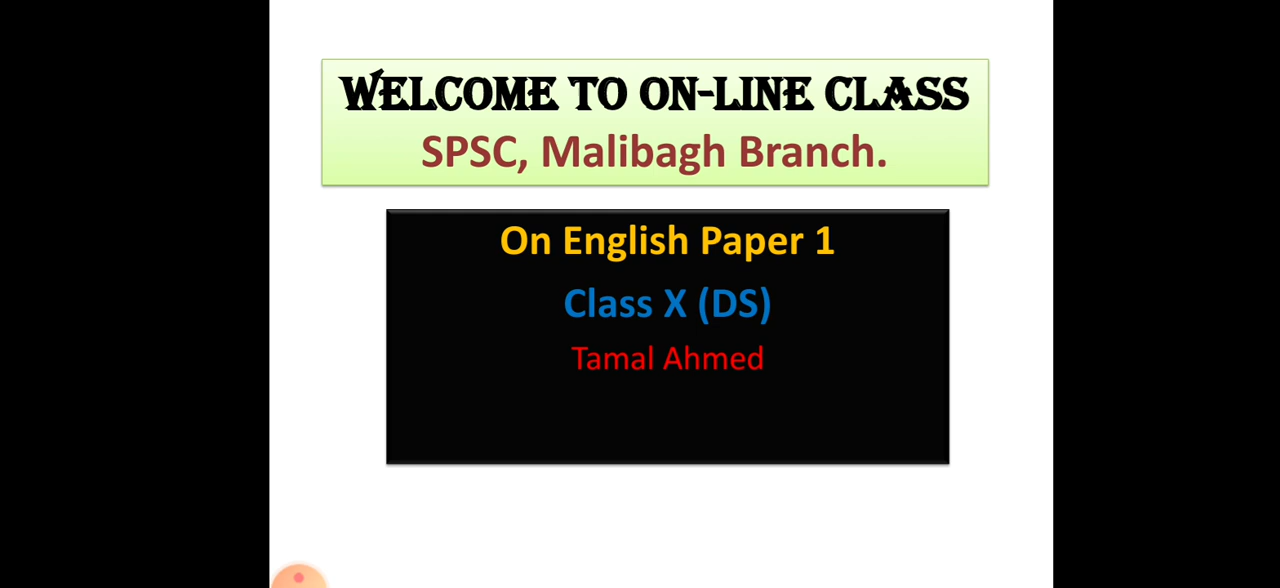 WELCOME TO ON-LINE CLASS
SPSC, Malibagh Branch.
On English Paper 1
Class X (DS)
Tamal Ahmed